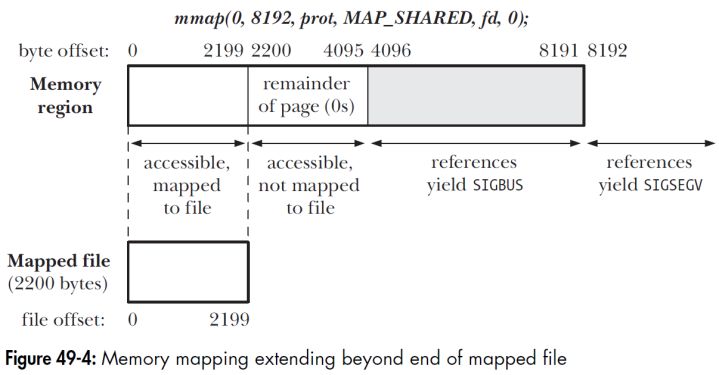 mmap(0, 8192, prot, MAP_SHARED, fd, 0);
byte offset: 0 2199 2200 4095 4096 8191 8192
Memory region
remainder of page (0s)
accessible, mapped to file
accessible, not mapped to file
references yield SIGBUS
references yield SIGSEGV
Mapped file
(2200 bytes)
file offset: 0 2199
Figure 49-4: Memory mapping extending beyond end of mapped file